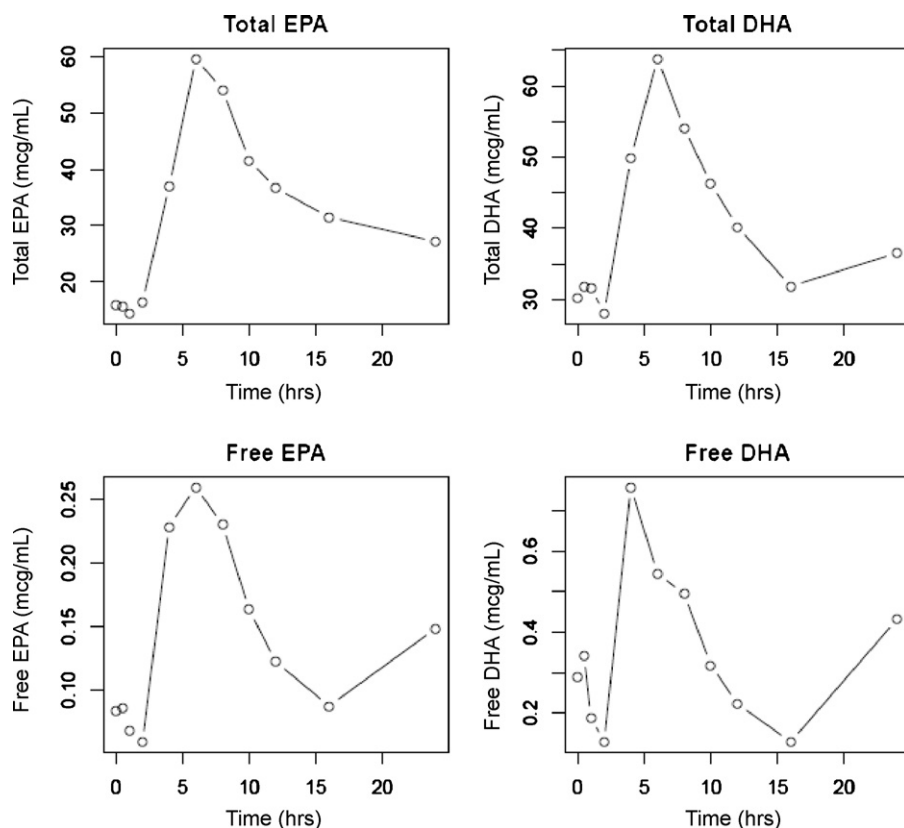 Total EPA
Total EPA (mcg/mL)
60
50
40
30
20
0 5 10 15 20
Time (hrs)
Total DHA
Total DHA (mcg/mL)
60
50
40
30
0 5 10 15 20
Time (hrs)
Free EPA
Free EPA (mcg/mL)
0.25
0.20
0.15
0.10
0 5 10 15 20
Time (hrs)
Free DHA
Free DHA (mcg/mL)
0.6
0.4
0.2
0 5 10 15 20
Time (hrs)